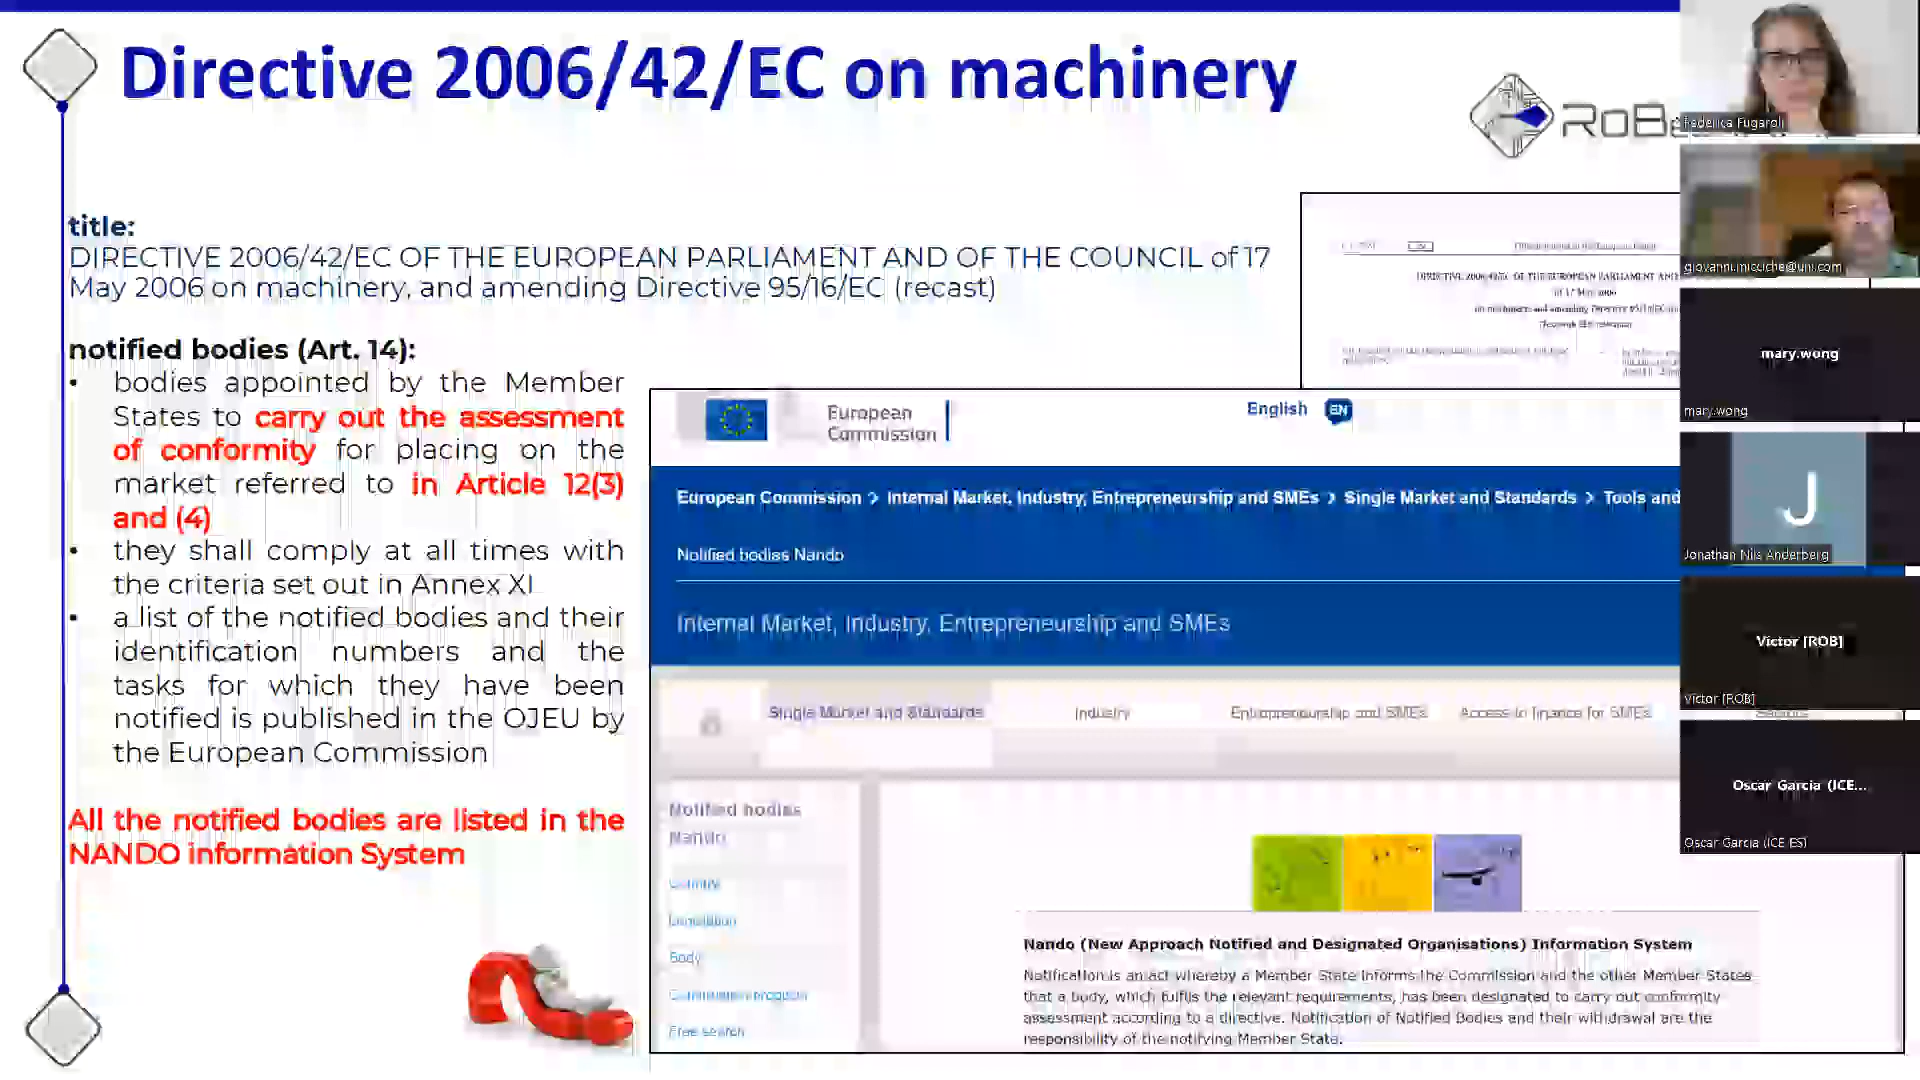 Directive 2006/42/EC on machinery
title:
DIRECTIVE 2006/42/EC OF THE EUROPEAN PARLIAMENT AND OF THE COUNCIL of 17
May 2006 on machinery, and amending Directive 95/16/EC (recast)
notified bodies (Art. 14):
• bodies appointed by the Member
States to carry out the assessment
of conformity for placing on the
market referred to in Article 12(3)
and (4)
• they shall comply at all times with
the criteria set out in Annex XI
• a list of the notified bodies and their
identification numbers and the
tasks for which they have been
notified is published in the OJEU by
the European Commission
All the notified bodies are listed in the
NANDO information System
of 17 May 2006
European
Commission
English EN
European Commission > Internal Market, Industry, Entrepreneurship and SMEs > Single Market and Standards > Tools and
Notified bodies Nando
Internal Market, Industry, Entrepreneurship and SMEs
Single Market and Standards Industry Entrepreneurship and SMEs Access to finance for SMEs Sectors
Notified bodies
Nando
Country
Legislation
Body
Free search
Nando (New Approach Notified and Designated Organisations) Information System
Notification is an act whereby a Member State informs the Commission and the other Member States
that a body, which fulfils the relevant requirements, has been designated to carry out conformity
assessment according to a directive. Notification of Notified Bodies and their withdrawal are the
responsibility of the notifying Member State.
RoB
Federica Fugaroli
giovanni.micciche@uni.com
mary.wong
mary.wong
J
Jonathan Nils Anderberg
Victor [ROB]
Victor [ROB]
Oscar Garcia (ICE...
Oscar Garcia (ICE ES)